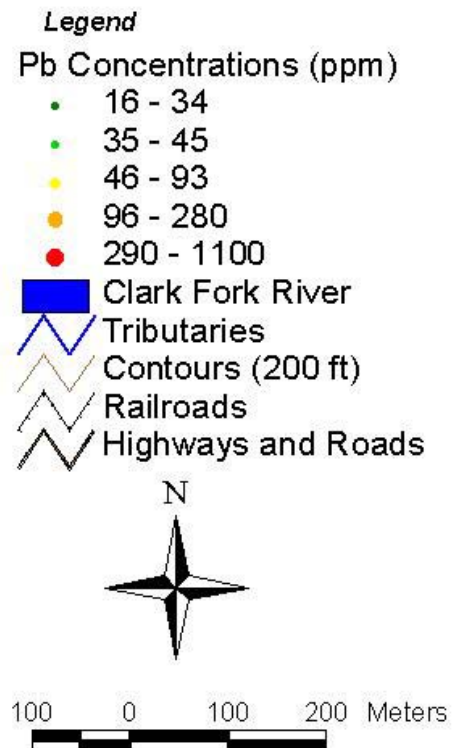 Legend
Pb Concentrations (ppm)
16 - 34
35 - 45
46 - 93
96 - 280
290 - 1100
Clark Fork River
Tributaries
Contours (200 ft)
Railroads
Highways and Roads
N
100 0 100 200 Meters